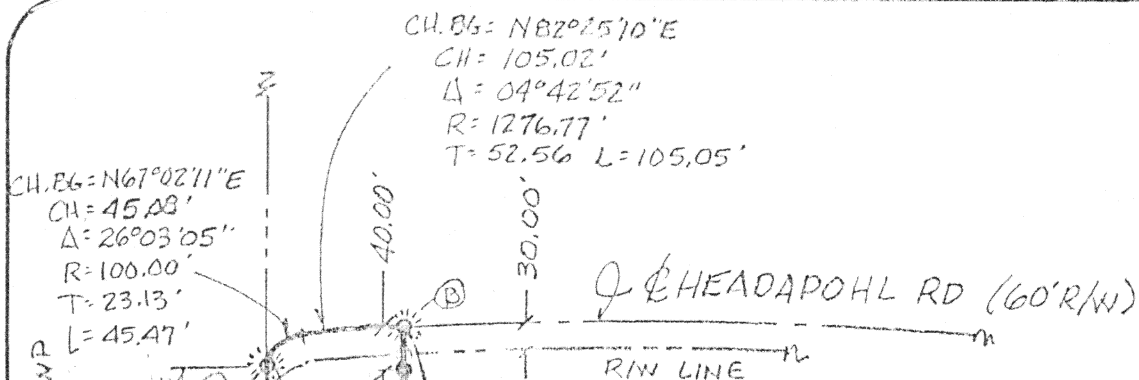 CH. BG= N82°25'10"E
CH= 105.02'
Δ= 04°42'52"
R= 1276.77'
T= 52.56 L= 105.05'
CH. BG= N67°02'11"E
CH= 45.08'
Δ= 26°03'05"
R= 100.00'
T= 23.13'
L= 45.47'
40.00'
30.00'
B
℄ HEADAPOHL RD (60' R/W)
R/W LINE